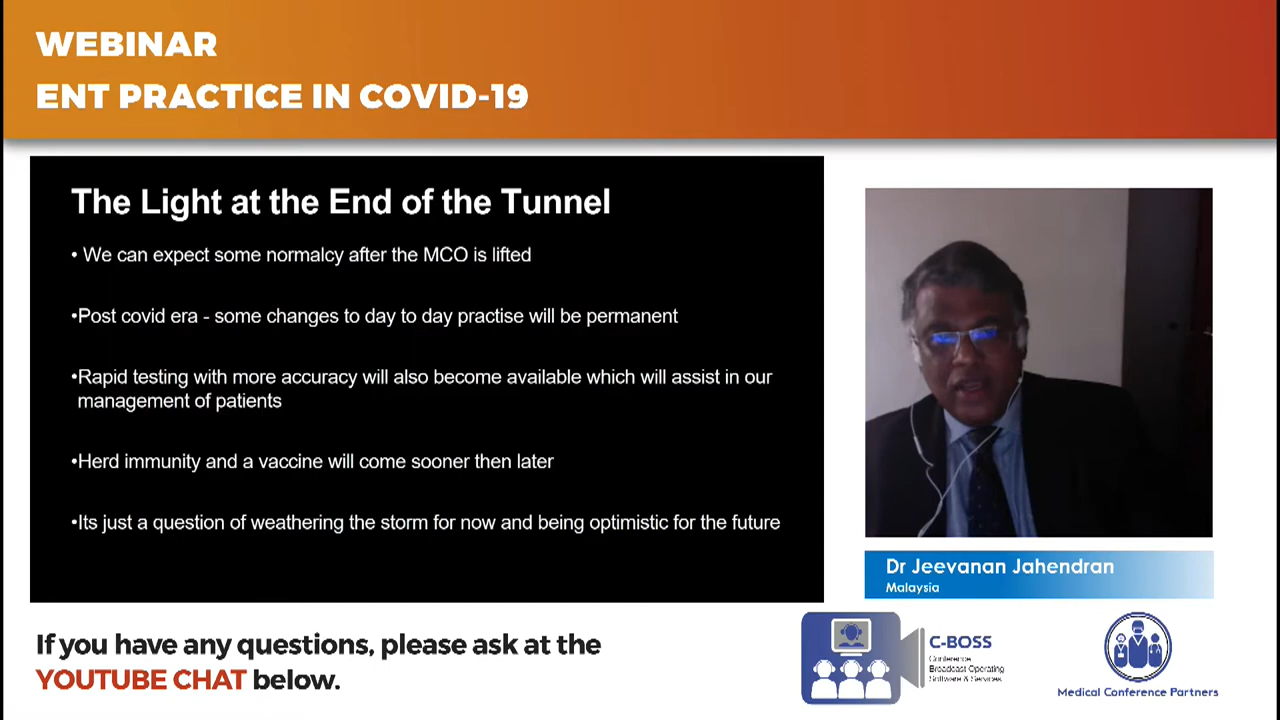 WEBINAR
ENT PRACTICE IN COVID-19
The Light at the End of the Tunnel
• We can expect some normalcy after the MCO is lifted
•Post covid era - some changes to day to day practise will be permanent
•Rapid testing with more accuracy will also become available which will assist in our
management of patients
•Herd immunity and a vaccine will come sooner then later
•Its just a question of weathering the storm for now and being optimistic for the future
Dr Jeevanan Jahendran
Malaysia
If you have any questions, please ask at the
YOUTUBE CHAT below.
C-BOSS
Conference
Broadcast Operating
Software & Services
Medical Conference Partners